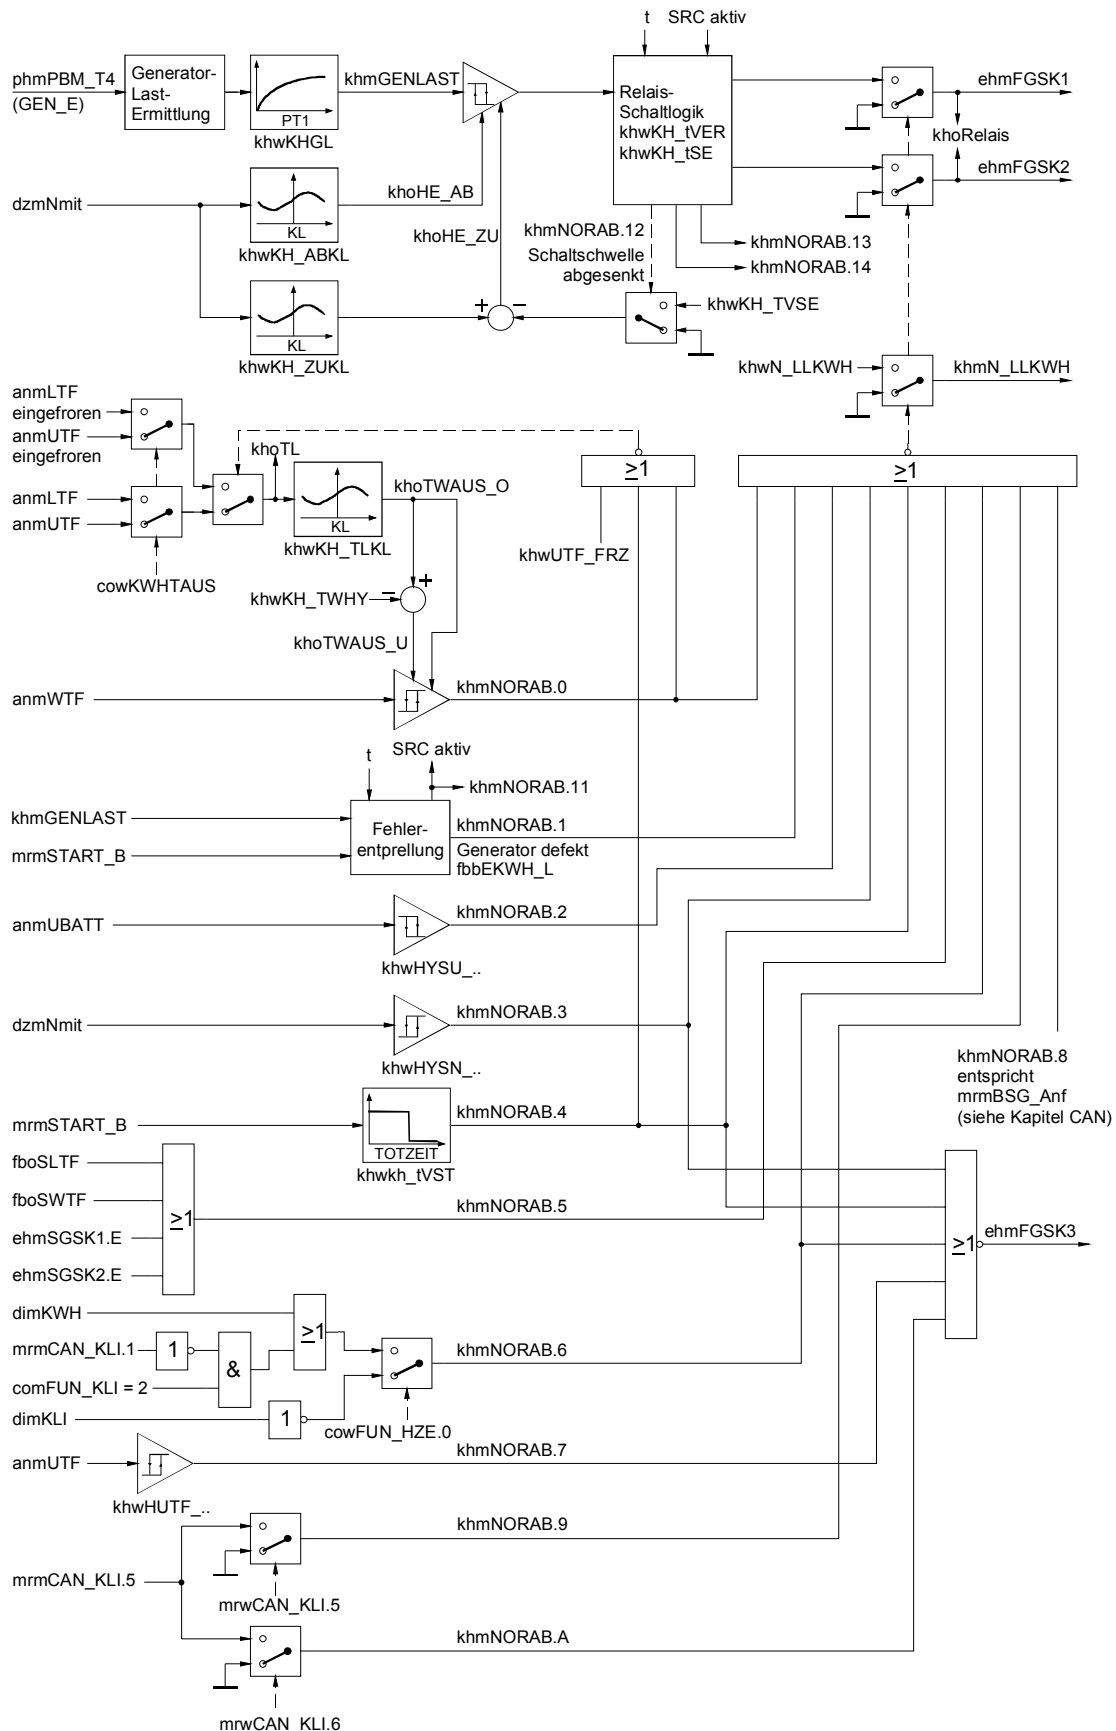 t
SRC aktiv
phmPBM_T4
(GEN_E)
Generator-
Last-
Ermittlung
PT1
khwKHGL
khmGENLAST
Relais-
Schaltlogik
khwKH_tVER
khwKH_tSE
ehmFGSK1
khoRelais
ehmFGSK2
dzmNmit
KL
khwKH_ABKL
khoHE_AB
khoHE_ZU
khmNORAB.12
Schaltschwelle
abgesenkt
khmNORAB.13
khmNORAB.14
KL
khwKH_ZUKL
+
−
khwKH_TVSE
khwN_LLKWH
khmN_LLKWH
anmLTF
eingefroren
anmUTF
eingefroren
anmLTF
anmUTF
cowKWHTAUS
khoTL
KL
khwKH_TLKL
khoTWAUS_O
≥1
≥1
khwUTF_FRZ
khwKH_TWHY
−
+
khoTWAUS_U
anmWTF
khmNORAB.0
t
SRC aktiv
khmNORAB.11
khmGENLAST
mrmSTART_B
Fehler-
entprellung
khmNORAB.1
Generator defekt
fbbEKWH_L
anmUBATT
khmNORAB.2
khwHYSU_..
dzmNmit
khmNORAB.3
khwHYSN_..
khmNORAB.8
entspricht
mrmBSG_Anf
(siehe Kapitel CAN)
mrmSTART_B
TOTZEIT
khwkh_tVST
khmNORAB.4
fboSLTF
fboSWTF
ehmSGSK1.E
ehmSGSK2.E
≥1
khmNORAB.5
≥1
ehmFGSK3
dimKWH
mrmCAN_KLI.1
1
comFUN_KLI = 2
&
≥1
dimKLI
1
cowFUN_HZE.0
khmNORAB.6
anmUTF
khwHUTF_..
khmNORAB.7
khmNORAB.9
mrmCAN_KLI.5
mrwCAN_KLI.5
khmNORAB.A
mrwCAN_KLI.6